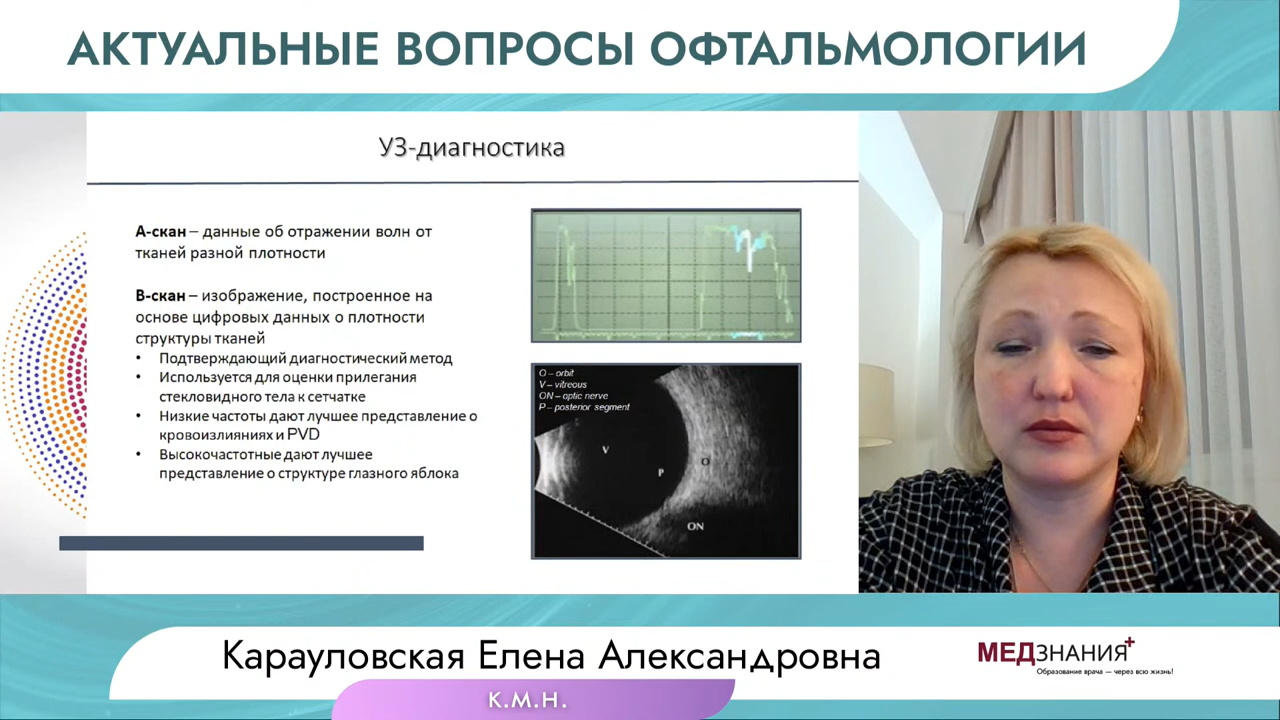 АКТУАЛЬНЫЕ ВОПРОСЫ ОФТАЛЬМОЛОГИИ
УЗ-диагностика
А-скан – данные об отражении волн от
тканей разной плотности
В-скан – изображение, построенное на
основе цифровых данных о плотности
структуры тканей
• Подтверждающий диагностический метод
• Используется для оценки прилегания
стекловидного тела к сетчатке
• Низкие частоты дают лучшее представление о
кровоизлияниях и PVD
• Высокочастотные дают лучшее
представление о структуре глазного яблока
O – orbit
V – vitreous
ON – optic nerve
P – posterior segment
V
P
O
ON
Карауловская Елена Александровна
к.м.н.
МЕДЗНАНИЯ+
Образование врача — через всю жизнь!